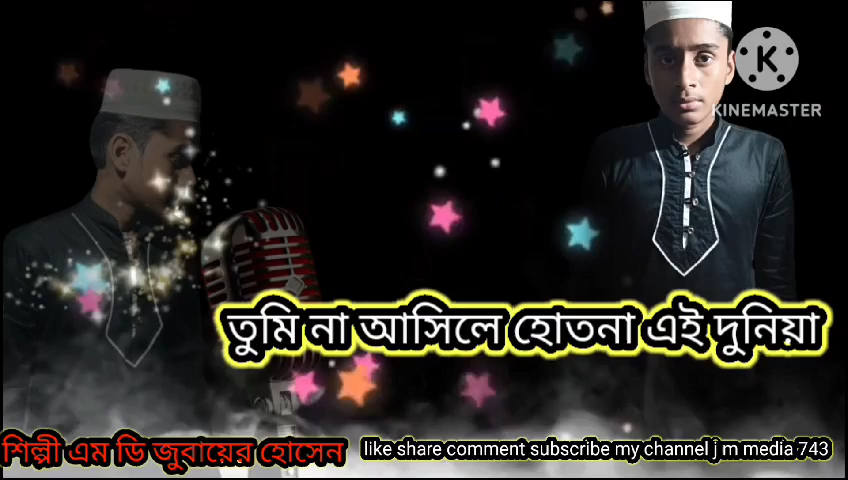 KINEMASTER
তুমি না আসিলে হোতনা এই দুনিয়া
শিল্পী এম ডি জুবায়ের হোসেন
like share comment subscribe my channel j m media 743